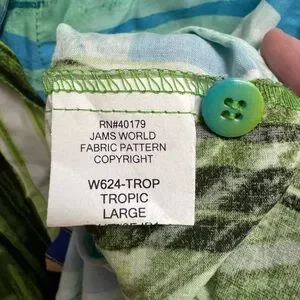 RN#40179
JAMS WORLD
FABRIC PATTERN
COPYRIGHT
W624-TROP
TROPIC
LARGE